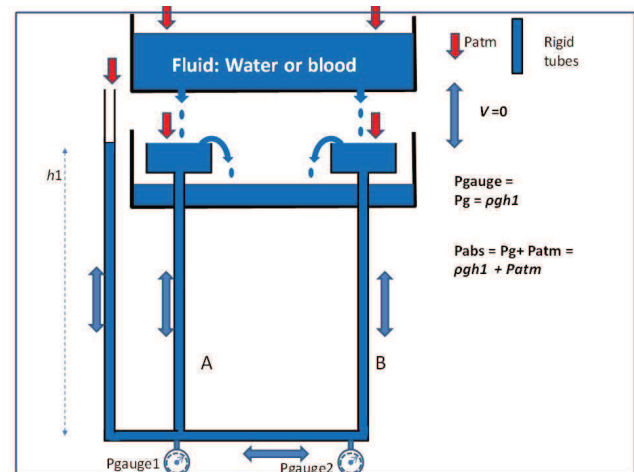 Fluid: Water or blood
Patm
Rigid
tubes
V=0
h1
Pgauge =
Pg = ρgh1
Pabs = Pg+ Patm =
ρgh1 + Patm
A
B
Pgauge1
Pgauge2